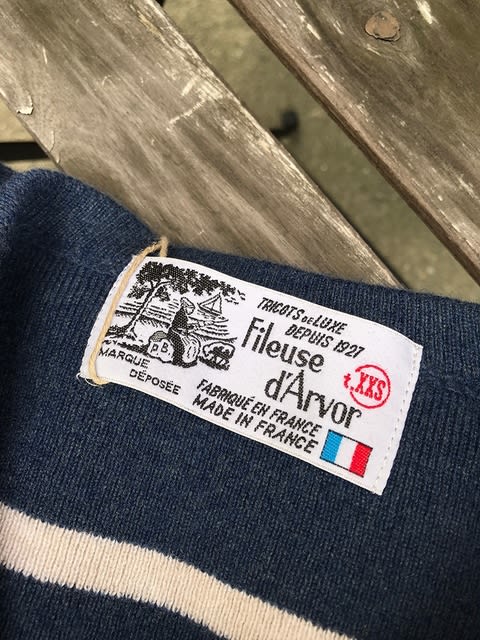 TRICOTS DE LUXE
DEPUIS 1927
Fileuse
d'Arvor
t. XXS
P.B
MARQUE
DÉPOSÉE
FABRIQUÉ EN FRANCE
MADE IN FRANCE